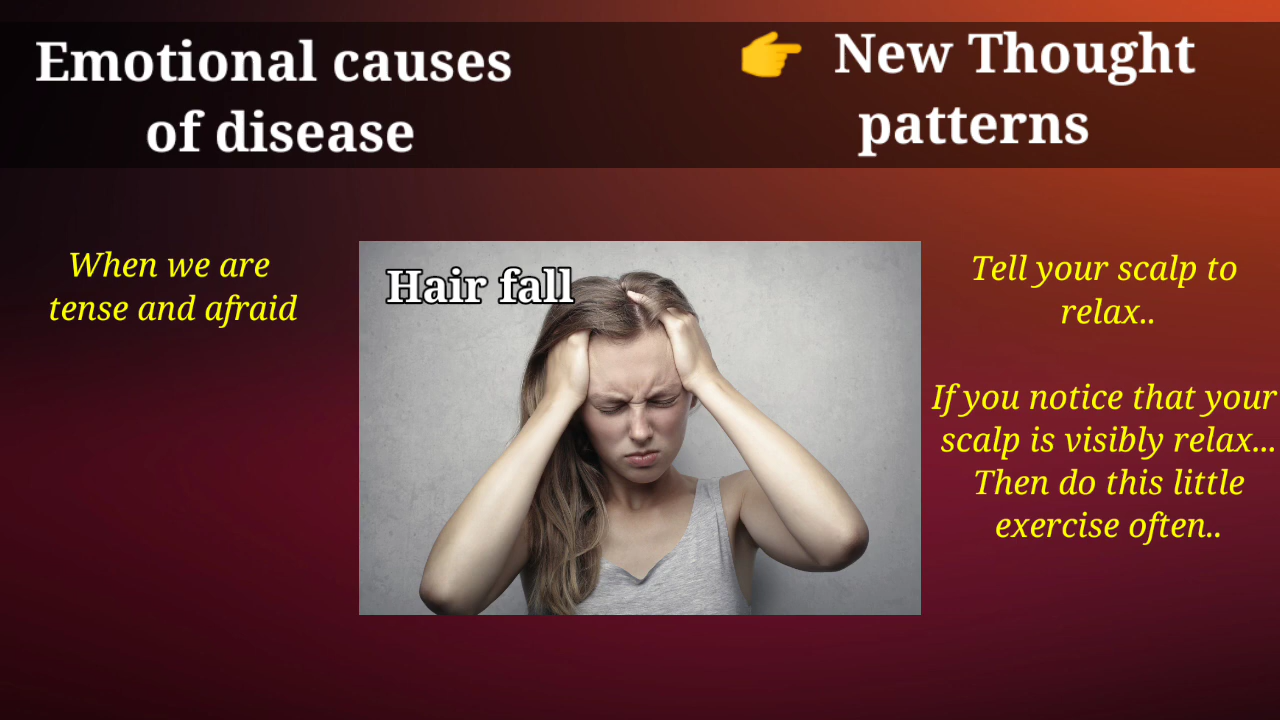 Emotional causes
of disease
👉 New Thought
patterns
When we are
tense and afraid
Hair fall
Tell your scalp to
relax..
If you notice that your
scalp is visibly relax...
Then do this little
exercise often..